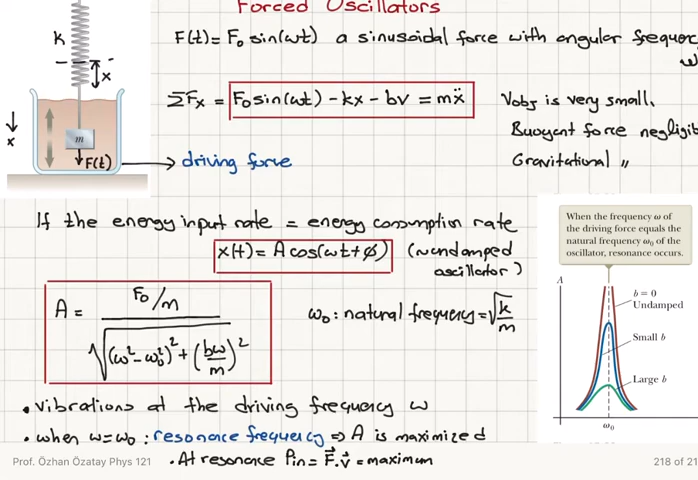 Forced Oscillators
F(t) = F₀ sin(ωt) a sinusoidal force with angular
ω
k
x
ΣFₓ = F₀ sin(ωt) - kx - bv = mẍ
Vobj is very small,
Buoyant force
Gravitational "
x
m
F(t)
driving force
If the energy input rate = energy consumption rate
x(t) = A cos(ωt + φ) (~undamped
oscillator)
A = F₀/m / √((ω² - ω₀²)² + (bω/m)²)
ω₀ : natural frequency = √(k/m)
When the frequency ω of
the driving force equals the
natural frequency ω₀ of the
oscillator, resonance occurs.
A
b = 0
Undamped
Small b
Large b
ω₀
ω
• vibrations at the driving frequency ω
• when ω = ω₀ : resonance frequency ⇒ A is maximized
• At resonance Pin = F⃗.v⃗ = maximum
Prof. Özhan Özatay Phys 121
218 of 21